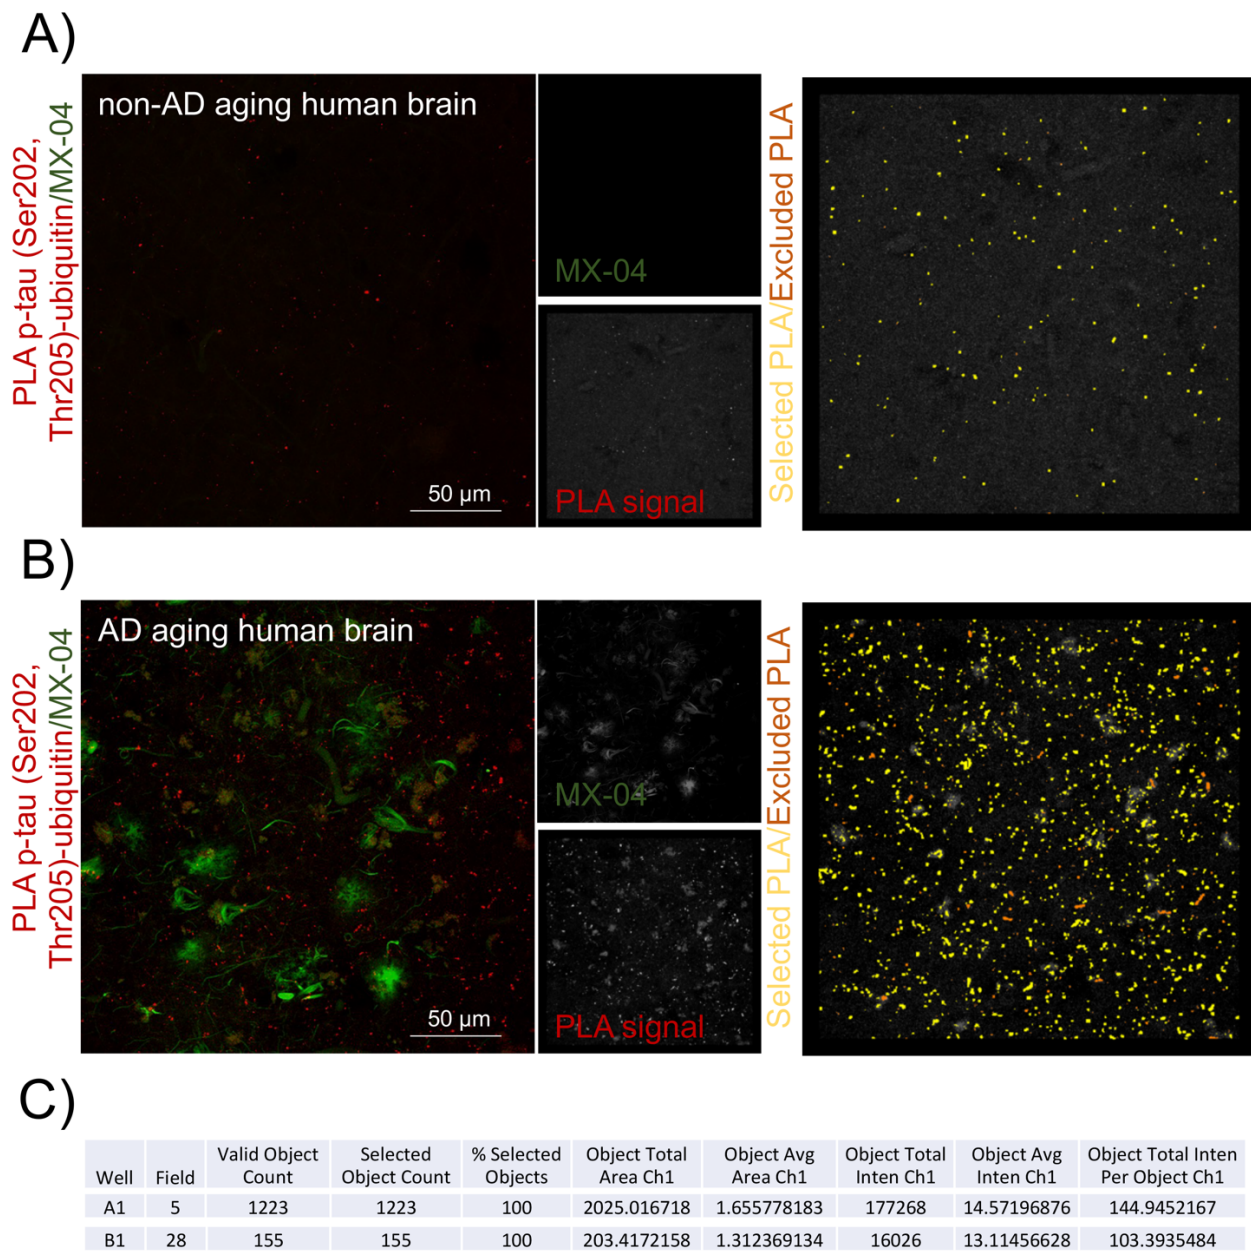 A)
PLA p-tau (Ser202,
Thr205)-ubiquitin/MX-04
non-AD aging human brain
50 µm
MX-04
PLA signal
Selected PLA/Excluded PLA
B)
PLA p-tau (Ser202,
Thr205)-ubiquitin/MX-04
AD aging human brain
50 µm
MX-04
PLA signal
Selected PLA/Excluded PLA
C)
Well Field Valid Object Count Selected Object Count % Selected Objects Object Total Area Ch1 Object Avg Area Ch1 Object Total Inten Ch1 Object Avg Inten Ch1 Object Total Inten Per Object Ch1
A1 5 1223 1223 100 2025.016718 1.655778183 177268 14.57196876 144.9452167
B1 28 155 155 100 203.4172158 1.312369134 16026 13.11456628 103.3935484